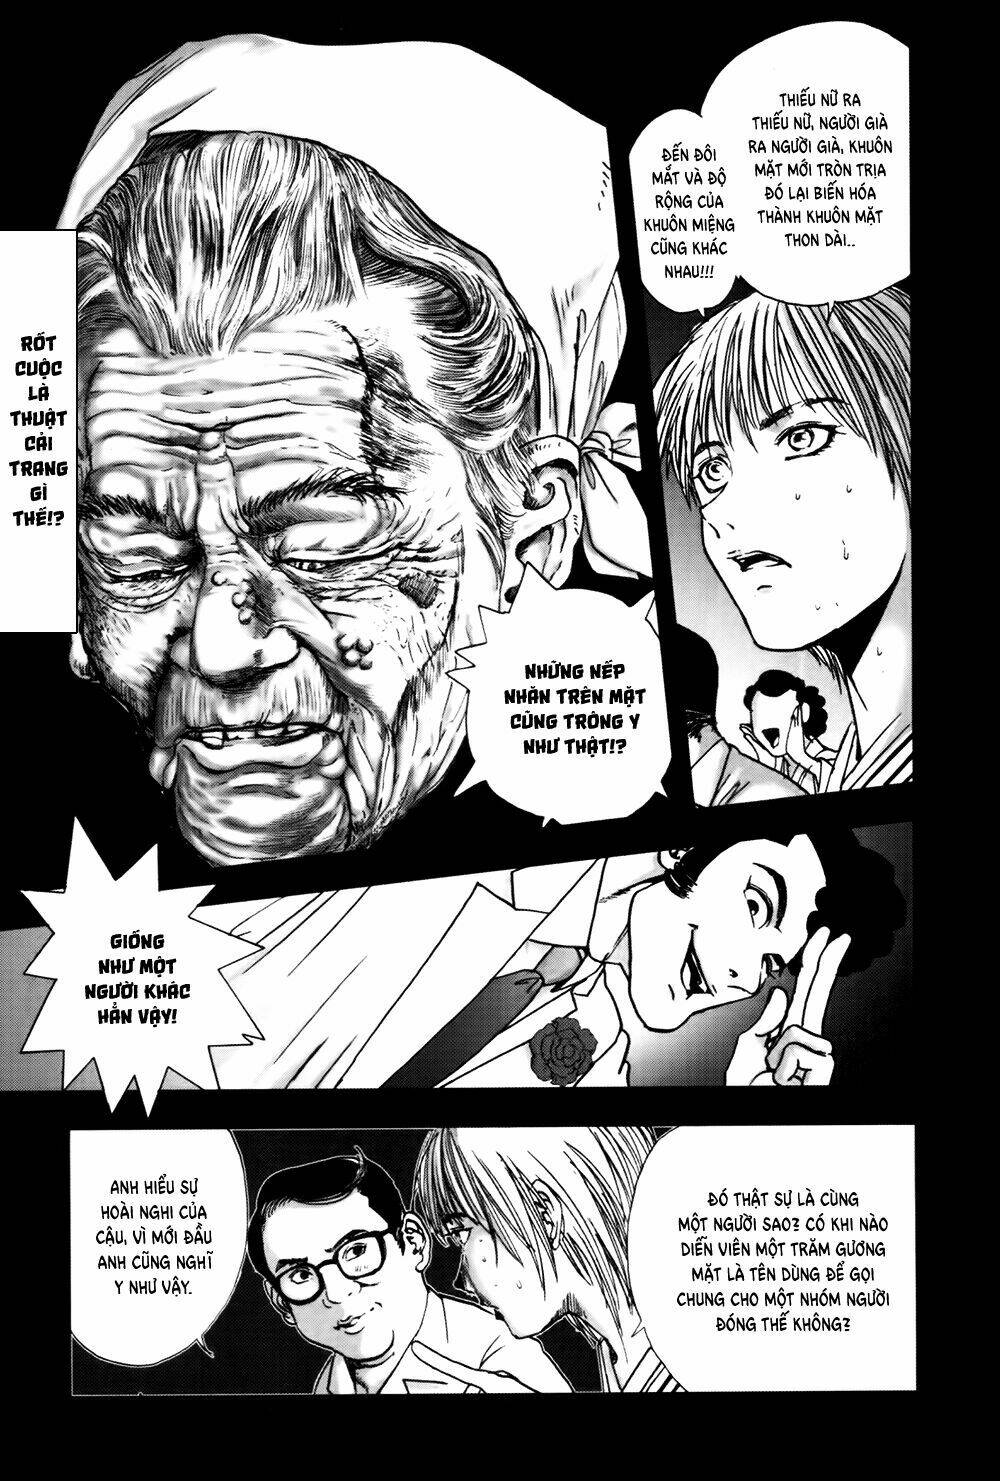 THIẾU NỮ RA
THIẾU NỮ, NGƯỜI GIÀ
RA NGƯỜI GIÀ, KHUÔN
MẶT MỚI TRÒN TRỊA
ĐÓ LẠI BIẾN HÓA
THÀNH KHUÔN MẶT
THON DÀI..
ĐẾN ĐÔI
MẮT VÀ ĐỘ
RỘNG CỦA
KHUÔN MIỆNG
CŨNG KHÁC
NHAU!!!
RỐT
CUỘC
LÀ
THUẬT
CẢI
TRANG
GÌ
THẾ!?
NHỮNG NẾP
NHĂN TRÊN MẶT
CŨNG TRÔNG Y
NHƯ THẬT!?
GIỐNG
NHƯ MỘT
NGƯỜI KHÁC
HẲN VẬY!
ĐÓ THẬT SỰ LÀ CÙNG
MỘT NGƯỜI SAO? CÓ KHI NÀO
DIỄN VIÊN MỘT TRĂM GƯƠNG
MẶT LÀ TÊN DÙNG ĐỂ GỌI
CHUNG CHO MỘT NHÓM NGƯỜI
ĐÓNG THẾ KHÔNG?
ANH HIỂU SỰ
HOÀI NGHI CỦA
CẬU, VÌ MỚI ĐẦU
ANH CŨNG NGHĨ
Y NHƯ VẬY.